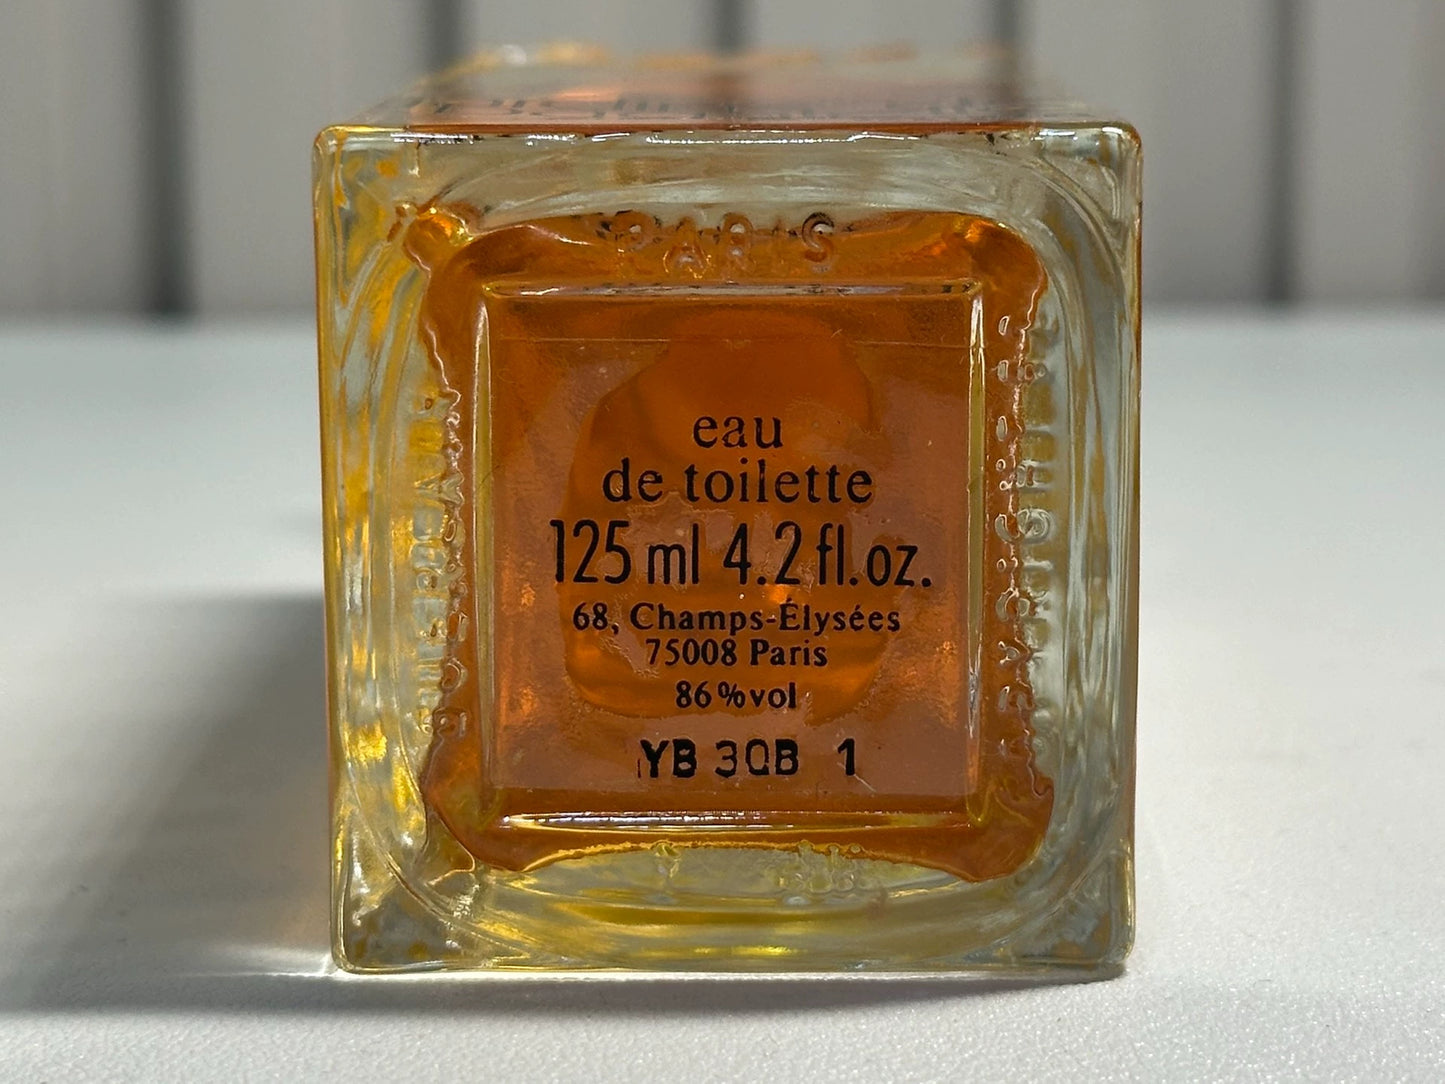 PARIS
eau
de toilette
125 ml 4.2 fl. oz.
68, Champs-Élysées
75008 Paris
86 % vol
YB 3QB 1